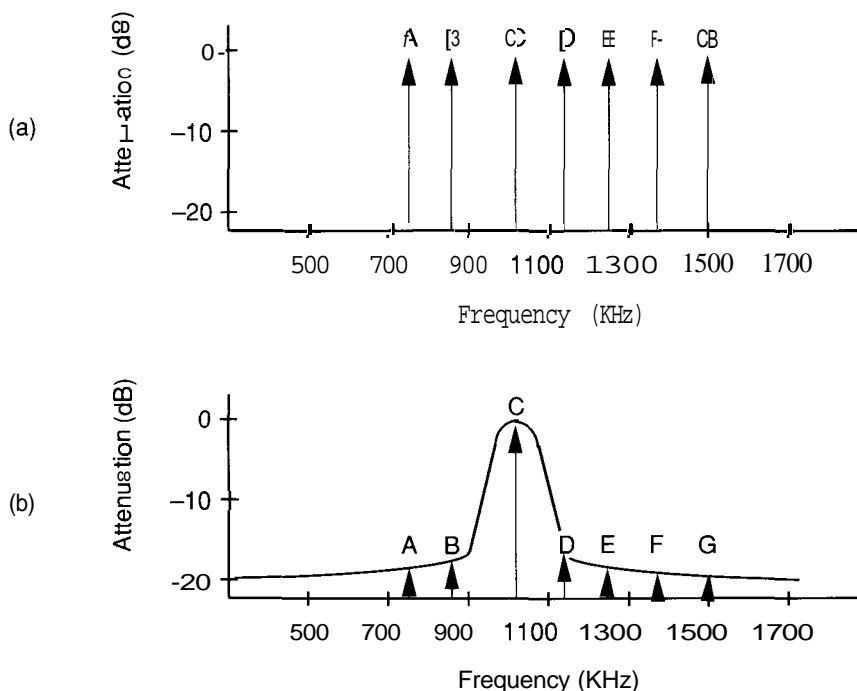 Attenuation (dB)
0
A B C D E F
(a)
-10
-20
500 700 900 1100 1300 1500 1700
Frequency (KHz)
Attenuation (dB)
0
C
(b)
-10
A B D E F G
-20
500 700 900 1100 1300 1500 1700
Frequency (KHz)